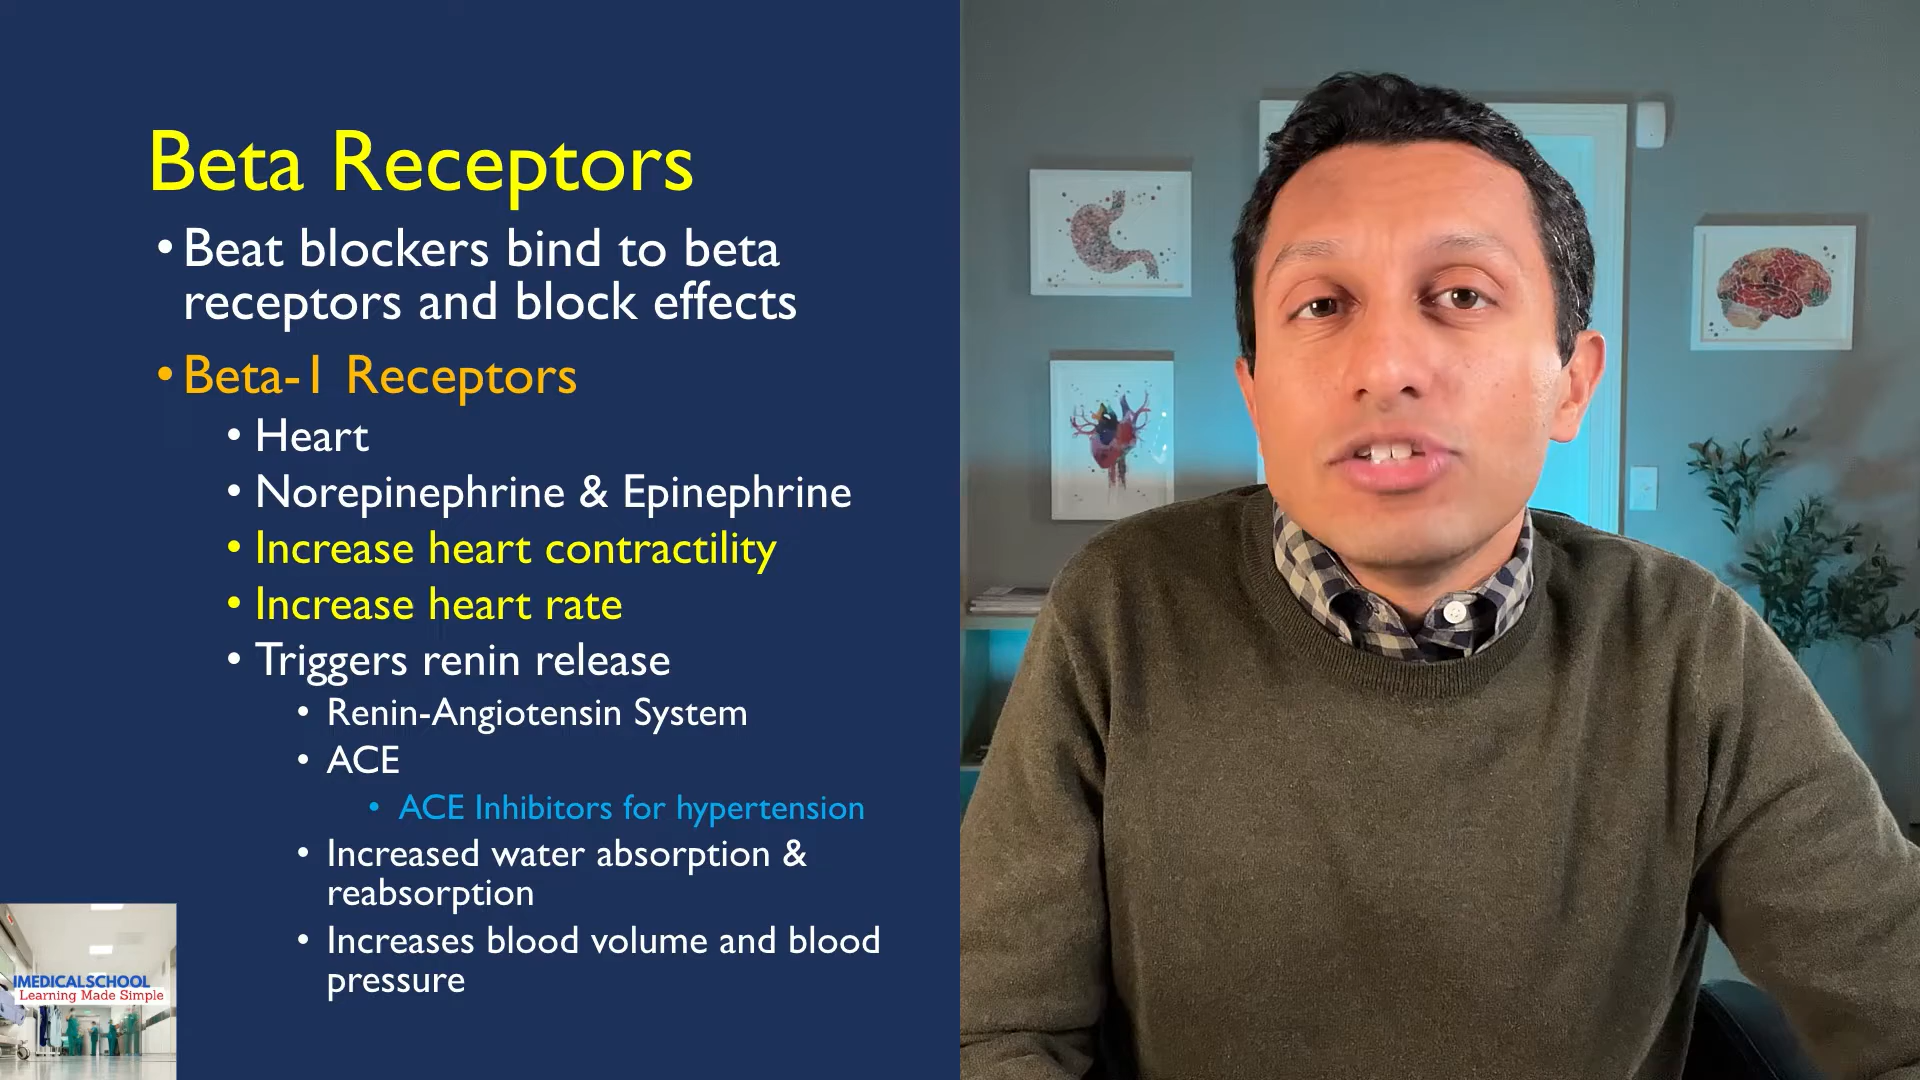 Beta Receptors
• Beat blockers bind to beta
receptors and block effects
• Beta-1 Receptors
• Heart
• Norepinephrine & Epinephrine
• Increase heart contractility
• Increase heart rate
• Triggers renin release
• Renin-Angiotensin System
• ACE
• ACE Inhibitors for hypertension
• Increased water absorption &
reabsorption
• Increases blood volume and blood
pressure
IMEDICALSCHOOL
Learning Made Simple